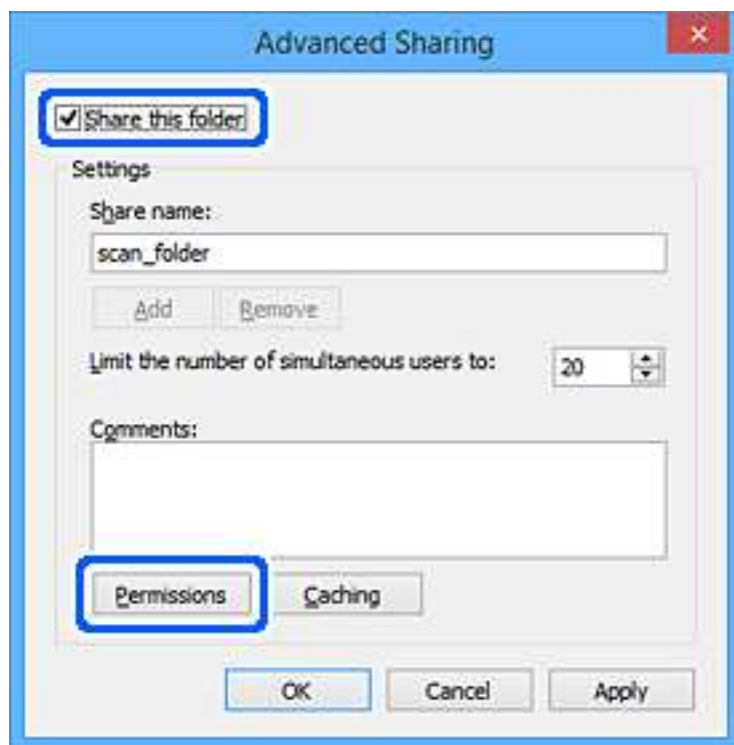 Advanced Sharing
Share this folder
Settings
Share name:
scan_folder
Add Remove
Limit the number of simultaneous users to: 20
Comments:
Permissions Caching
OK Cancel Apply